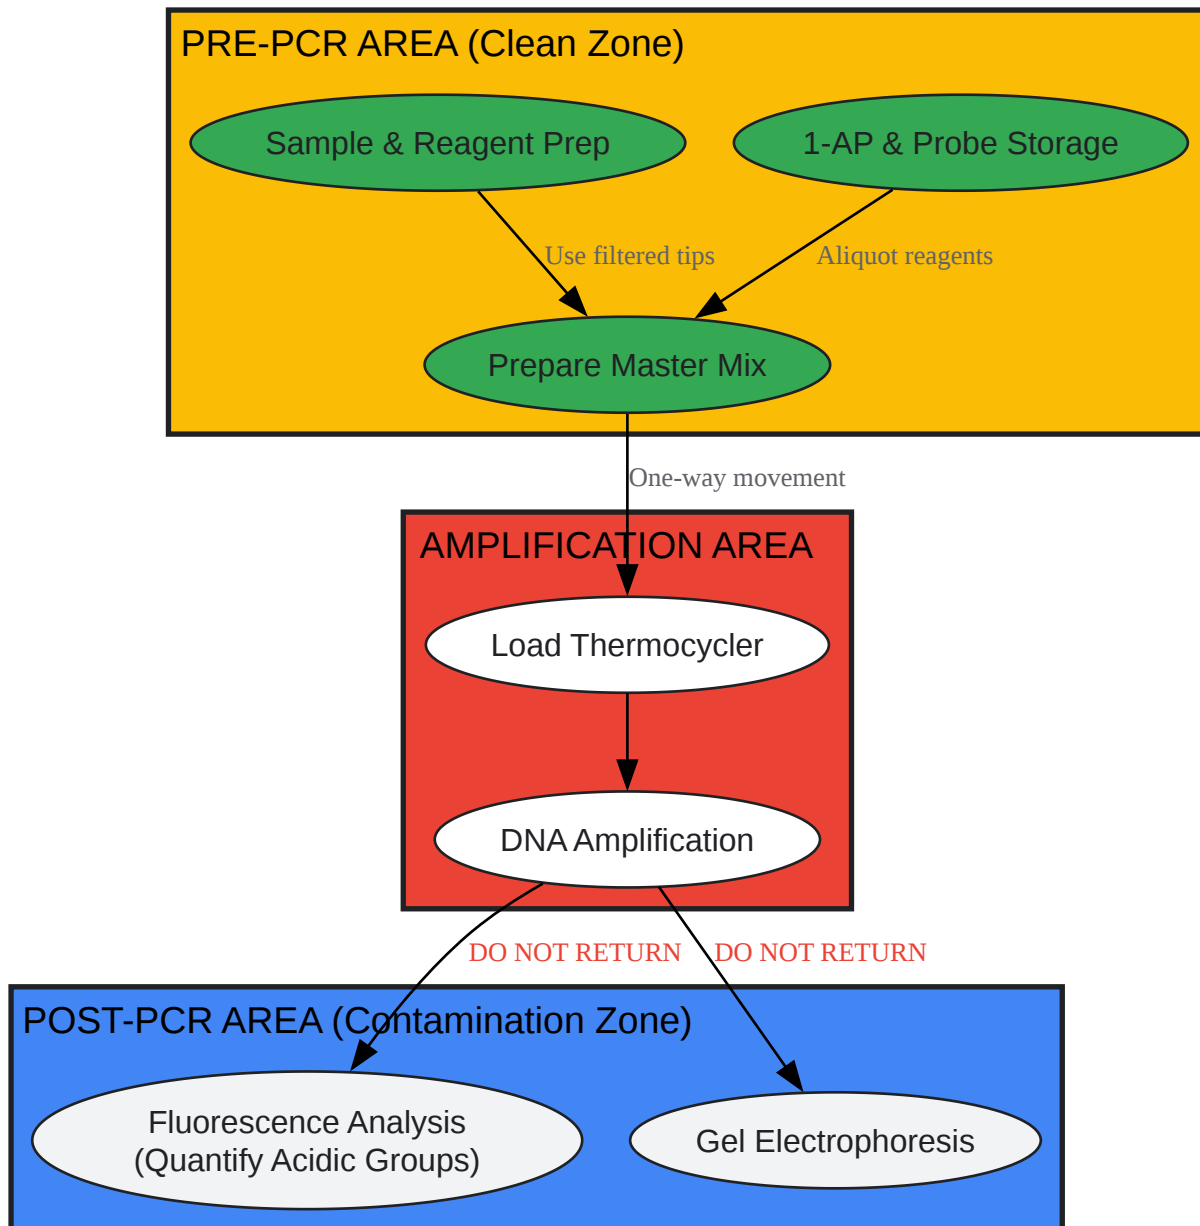 PRE-PCR AREA (Clean Zone)
Sample & Reagent Prep
1-AP & Probe Storage
Use filtered tips
Aliquot reagents
Prepare Master Mix
One-way movement
AMPLIFICATION AREA
Load Thermocycler
DNA Amplification
DO NOT RETURN
DO NOT RETURN
POST-PCR AREA (Contamination Zone)
Fluorescence Analysis
(Quantify Acidic Groups)
Gel Electrophoresis